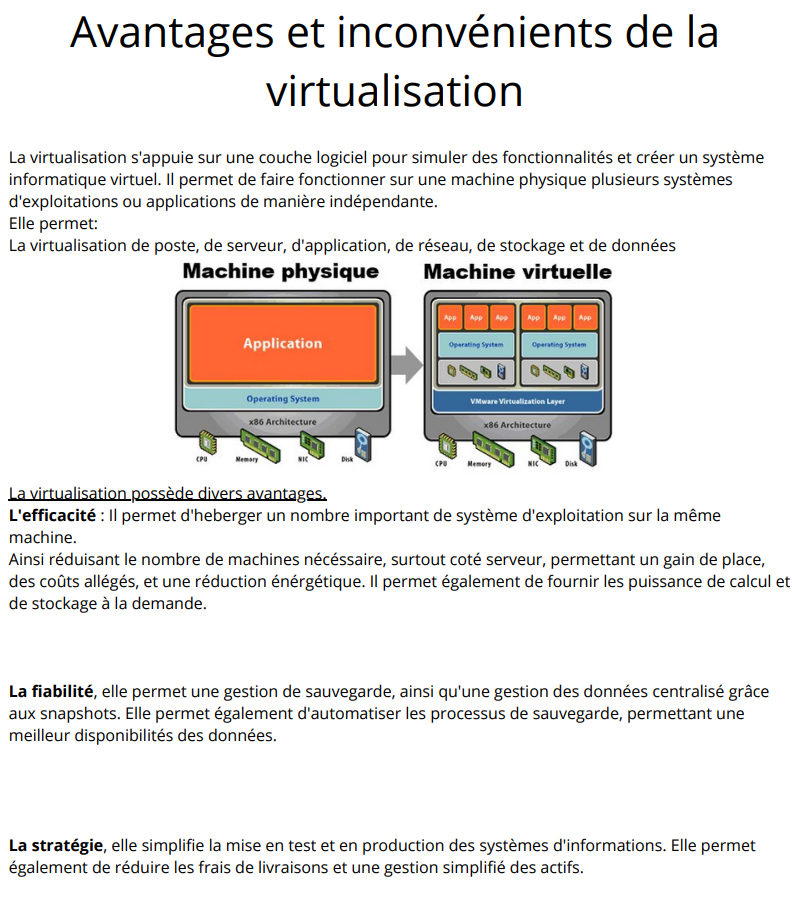 Avantages et inconvénients de la
virtualisation
La virtualisation s'appuie sur une couche logiciel pour simuler des fonctionnalités et créer un système
informatique virtuel. Il permet de faire fonctionner sur une machine physique plusieurs systèmes
d'exploitations ou applications de manière indépendante.
Elle permet:
La virtualisation de poste, de serveur, d'application, de réseau, de stockage et de données
Machine physique
Application
Operating System
x86 Architecture
CPU
Memory
NIC
Disk
Machine virtuelle
App App App App App App
Operating System Operating System
VMware Virtualization Layer
x86 Architecture
CPU
Memory
NIC
Disk
La virtualisation possède divers avantages.
L'efficacité : Il permet d'heberger un nombre important de système d'exploitation sur la même
machine.
Ainsi réduisant le nombre de machines nécéssaire, surtout coté serveur, permettant un gain de place,
des coûts allégés, et une réduction énérgétique. Il permet également de fournir les puissance de calcul et
de stockage à la demande.
La fiabilité, elle permet une gestion de sauvegarde, ainsi qu'une gestion des données centralisé grâce
aux snapshots. Elle permet également d'automatiser les processus de sauvegarde, permettant une
meilleur disponibilités des données.
La stratégie, elle simplifie la mise en test et en production des systèmes d'informations. Elle permet
également de réduire les frais de livraisons et une gestion simplifié des actifs.